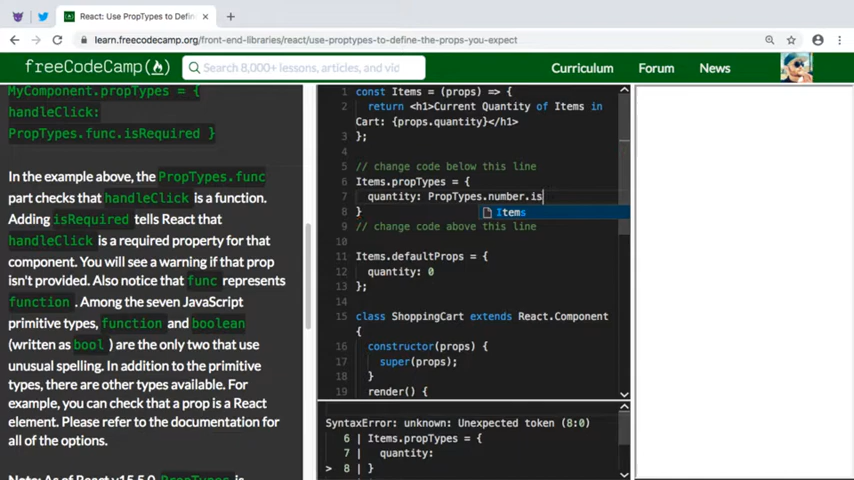 React: Use PropTypes to Defin
learn.freecodecamp.org/front-end-libraries/react/use-proptypes-to-define-the-props-you-expect
freeCodeCamp
Search 8,000+ lessons, articles, and vid
Curriculum
Forum
News
MyComponent.propTypes = {
handleClick:
PropTypes.func.isRequired }
In the example above, the PropTypes.func
part checks that handleClick is a function.
Adding isRequired tells React that
handleClick is a required property for that
component. You will see a warning if that prop
isn't provided. Also notice that func represents
function . Among the seven JavaScript
primitive types, function and boolean
(written as bool ) are the only two that use
unusual spelling. In addition to the primitive
types, there are other types available. For
example, you can check that a prop is a React
element. Please refer to the documentation for
all of the options.
Note: As of React v15.5.0, PropTypes is
1 const Items = (props) => {
2 return <h1>Current Quantity of Items in
Cart: {props.quantity}</h1>
3 };
4
5 // change code below this line
6 Items.propTypes = {
7 quantity: PropTypes.number.is
Items
8 }
9 // change code above this line
10
11 Items.defaultProps = {
12 quantity: 0
13 };
14
15 class ShoppingCart extends React.Component
{
16 constructor(props) {
17 super(props);
18 }
19 render() {
SyntaxError: unknown: Unexpected token (8:0)
6 | Items.propTypes = {
7 | quantity:
> 8 | }